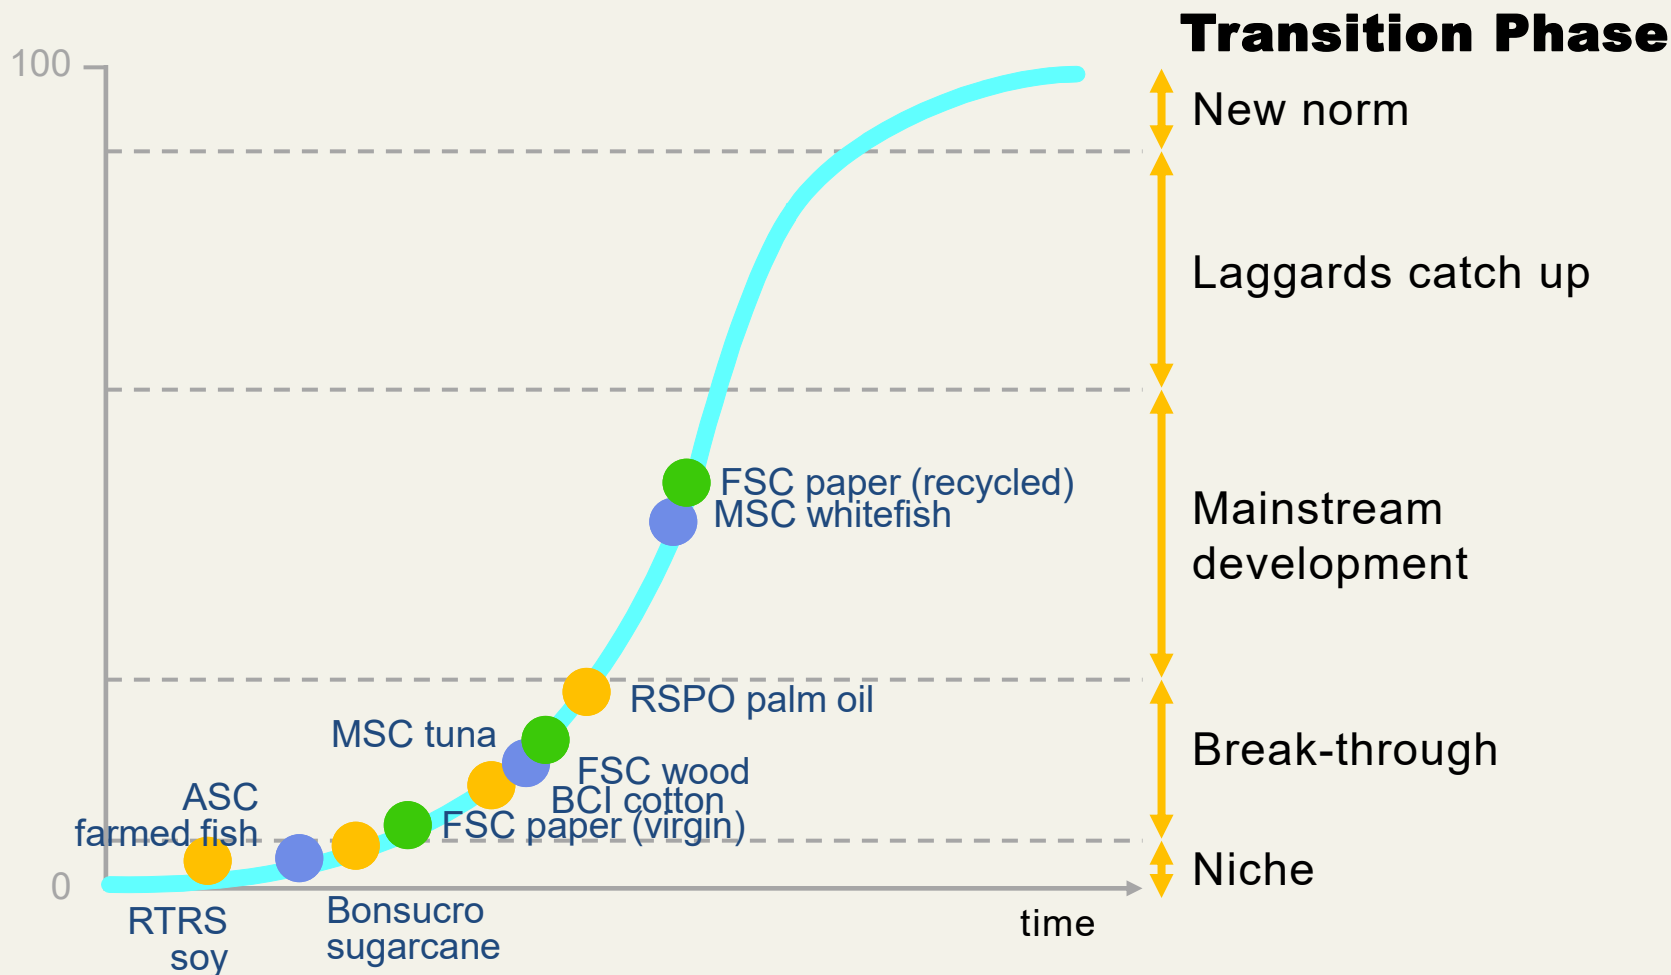 Transition Phase
100
New norm
Laggards catch up
FSC paper (recycled)
MSC whitefish
Mainstream
development
RSPO palm oil
MSC tuna
Break-through
FSC wood
BCI cotton
ASC
farmed fish
FSC paper (virgin)
Niche
0
RTRS
soy
Bonsucro
sugarcane
time